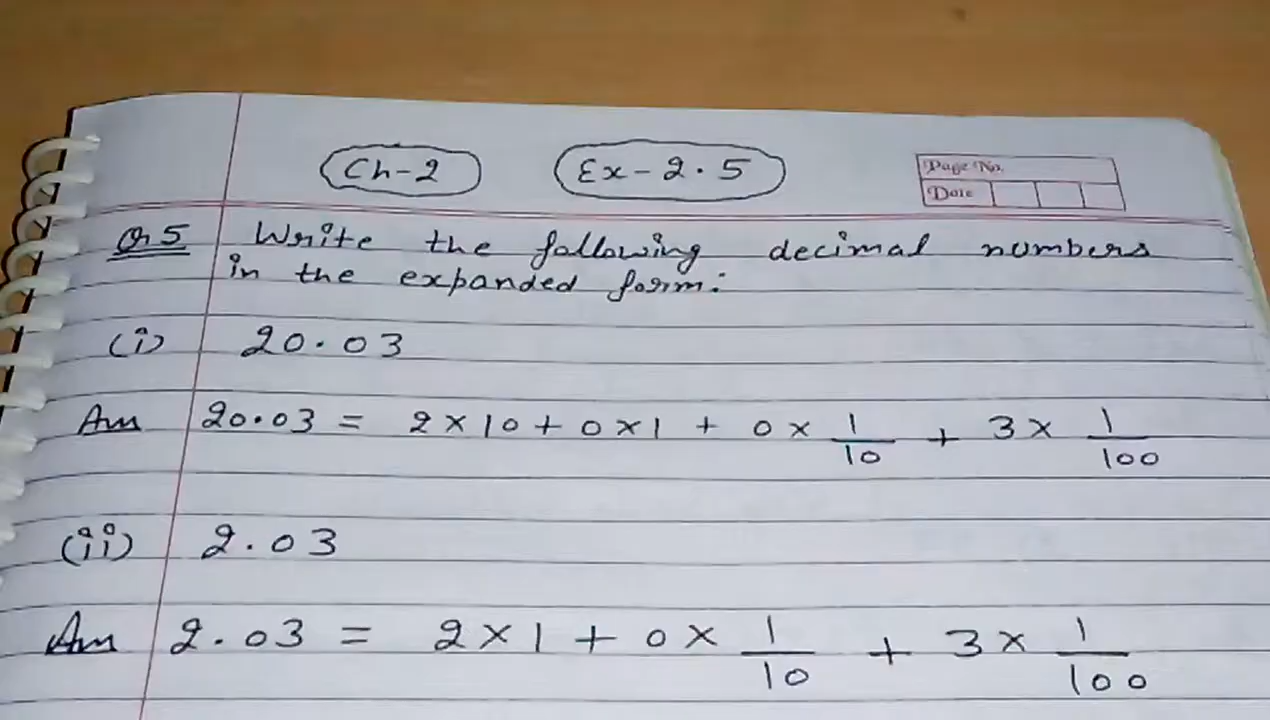 Ch-2 Ex-2.5
Page No.
Date
Q5 Write the following decimal numbers
in the expanded form:
(i) 20.03
Ans 20.03 = 2×10 + 0×1 + 0× 1/10 + 3× 1/100
(ii) 2.03
Ans 2.03 = 2×1 + 0× 1/10 + 3× 1/100